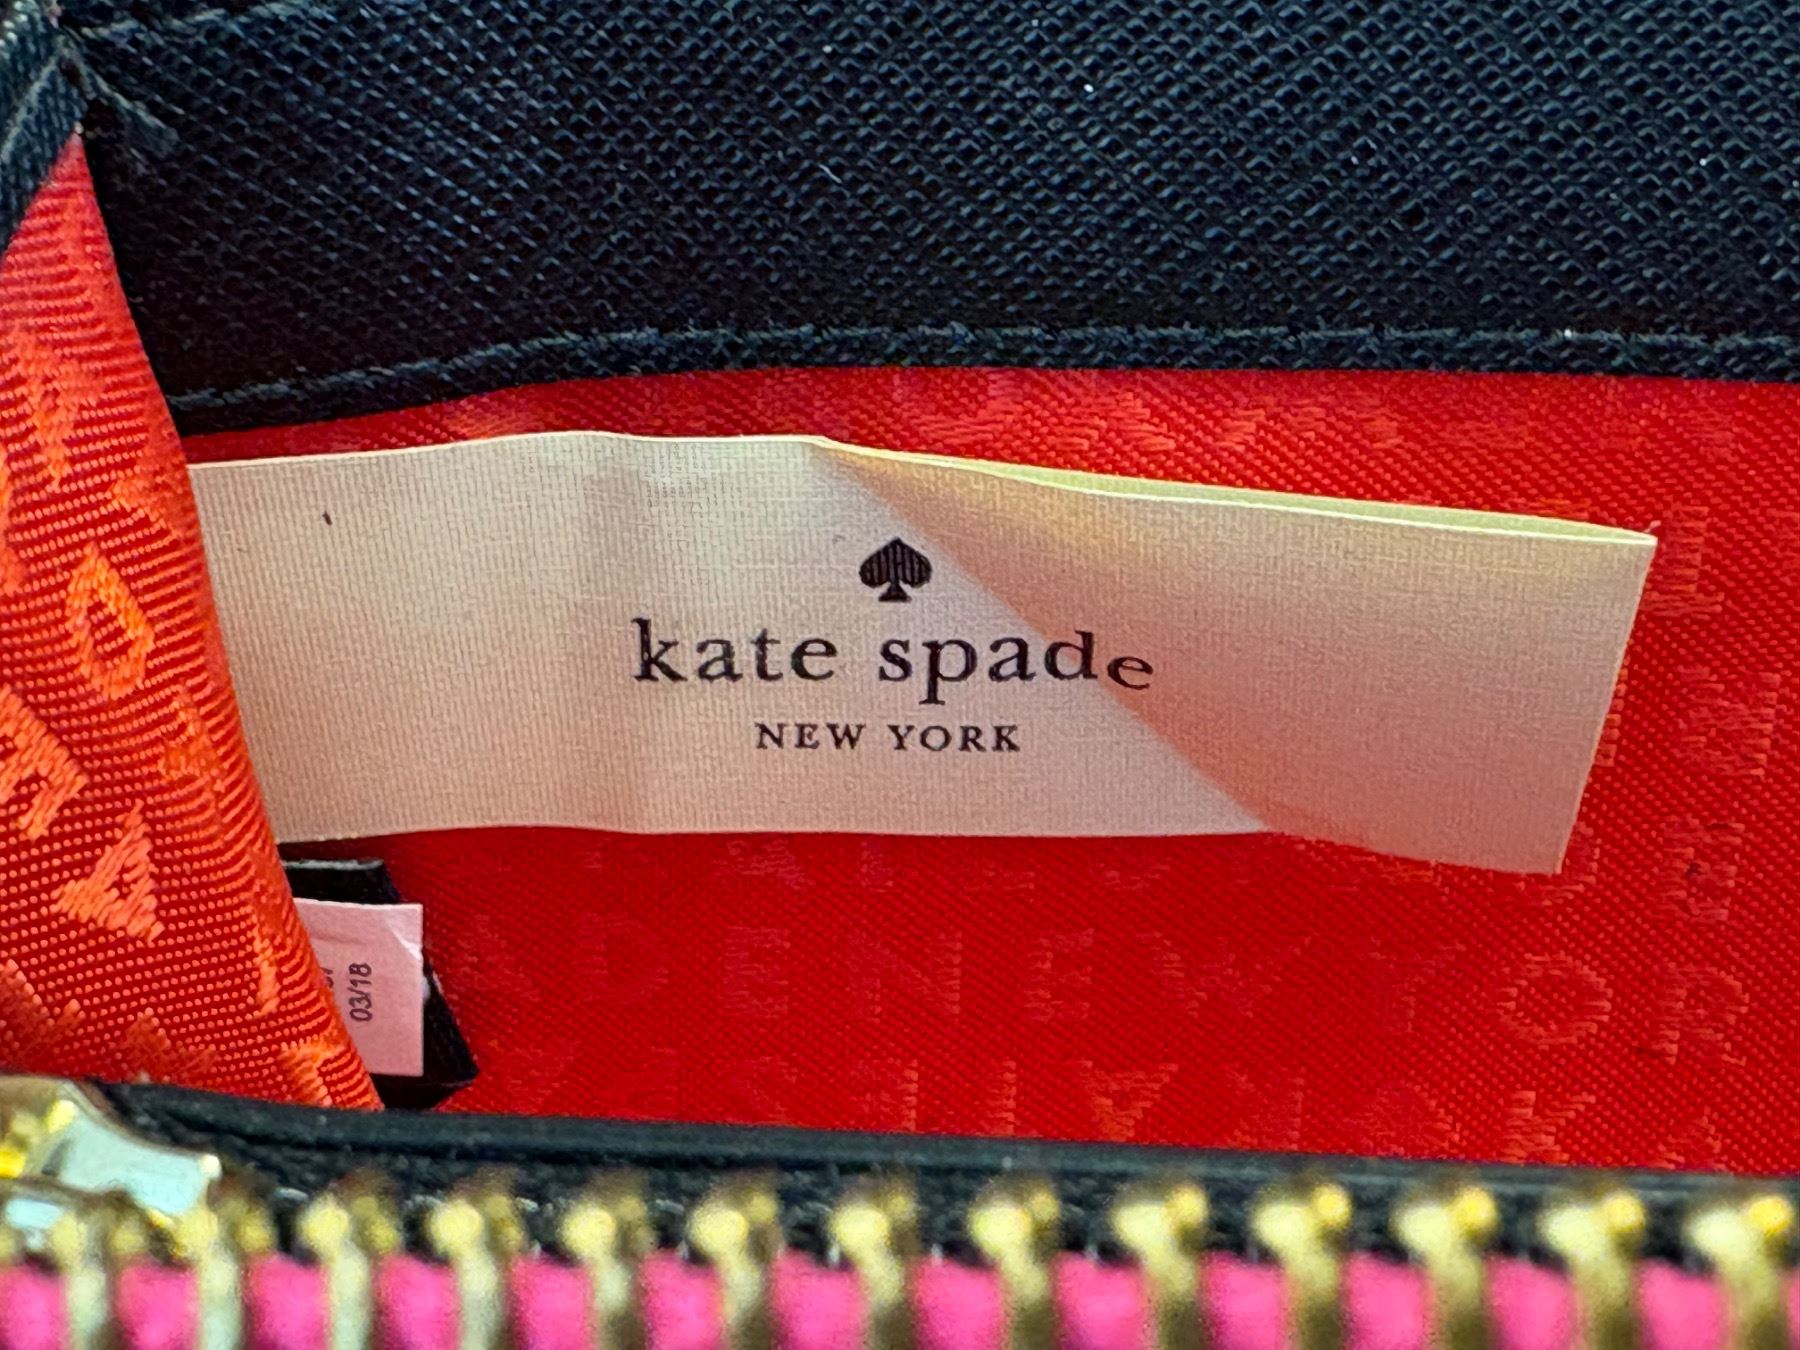 kate spade
NEW YORK
03/18